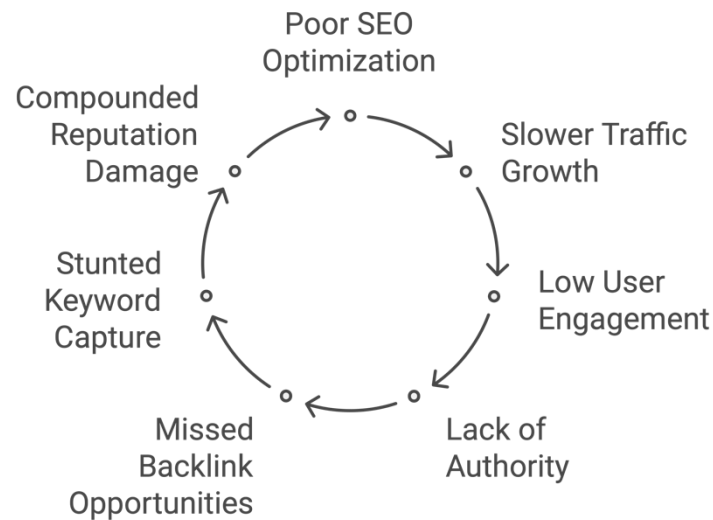 Poor SEO
Optimization
Slower Traffic
Growth
Low User
Engagement
Lack of
Authority
Missed
Backlink
Opportunities
Stunted
Keyword
Capture
Compounded
Reputation
Damage